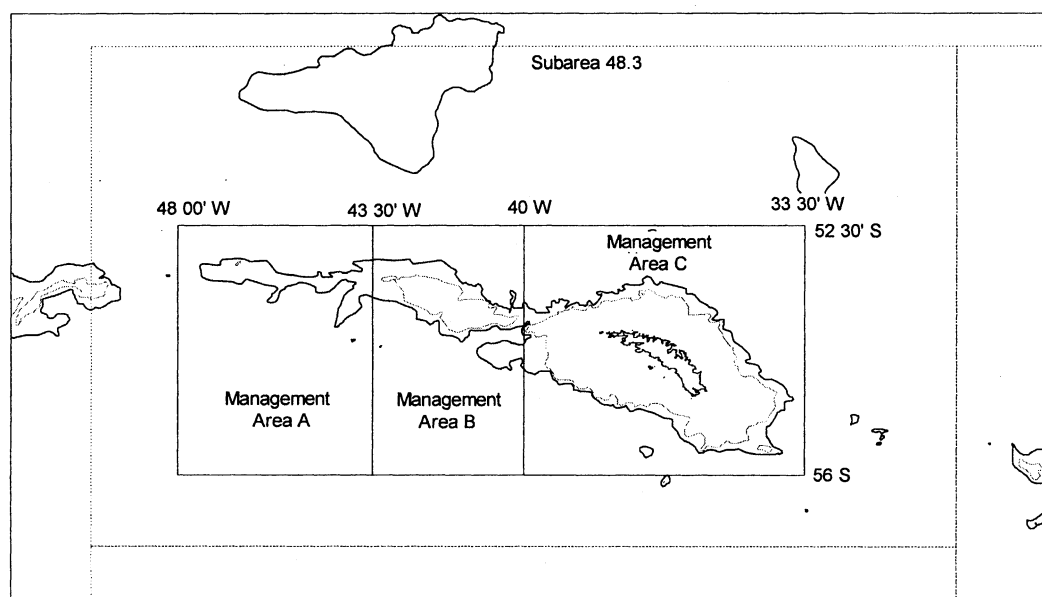 Subarea 48.3
48 00' W
43 30' W
40 W
33 30' W
52 30' S
Management
Area C
Management
Area A
Management
Area B
56 S